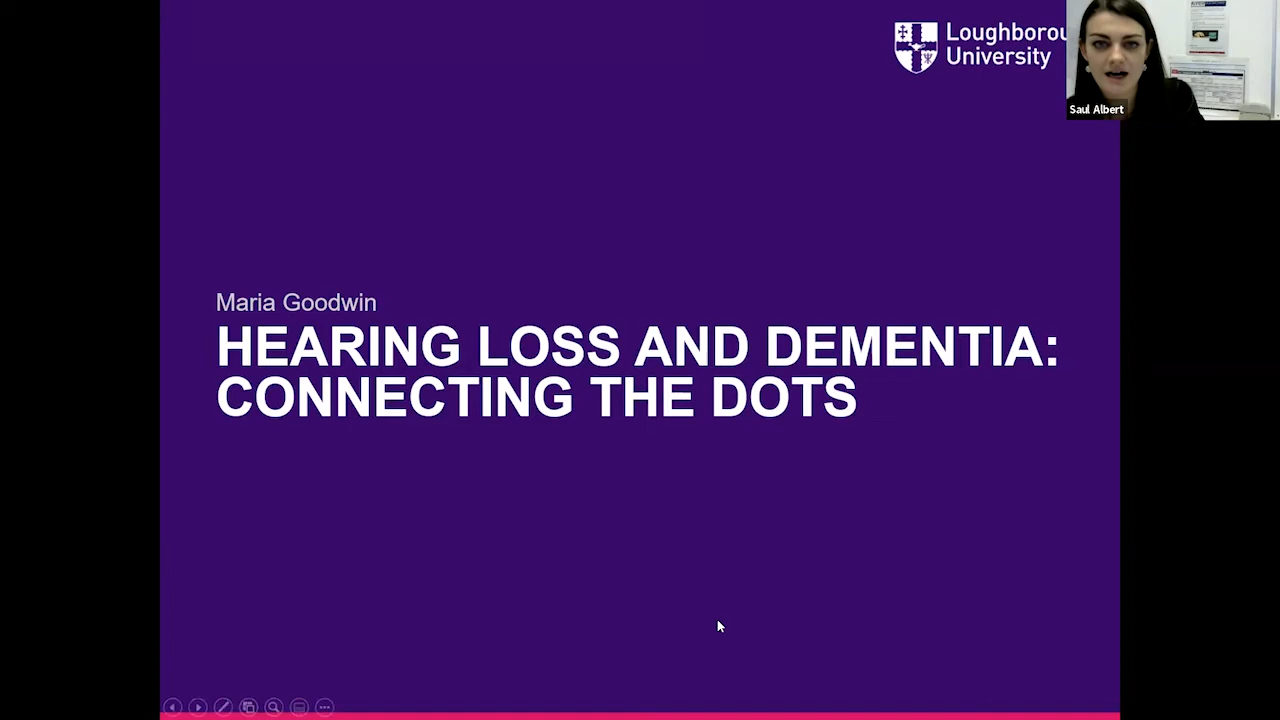 Loughborou
University
Saul Albert
Maria Goodwin
HEARING LOSS AND DEMENTIA:
CONNECTING THE DOTS